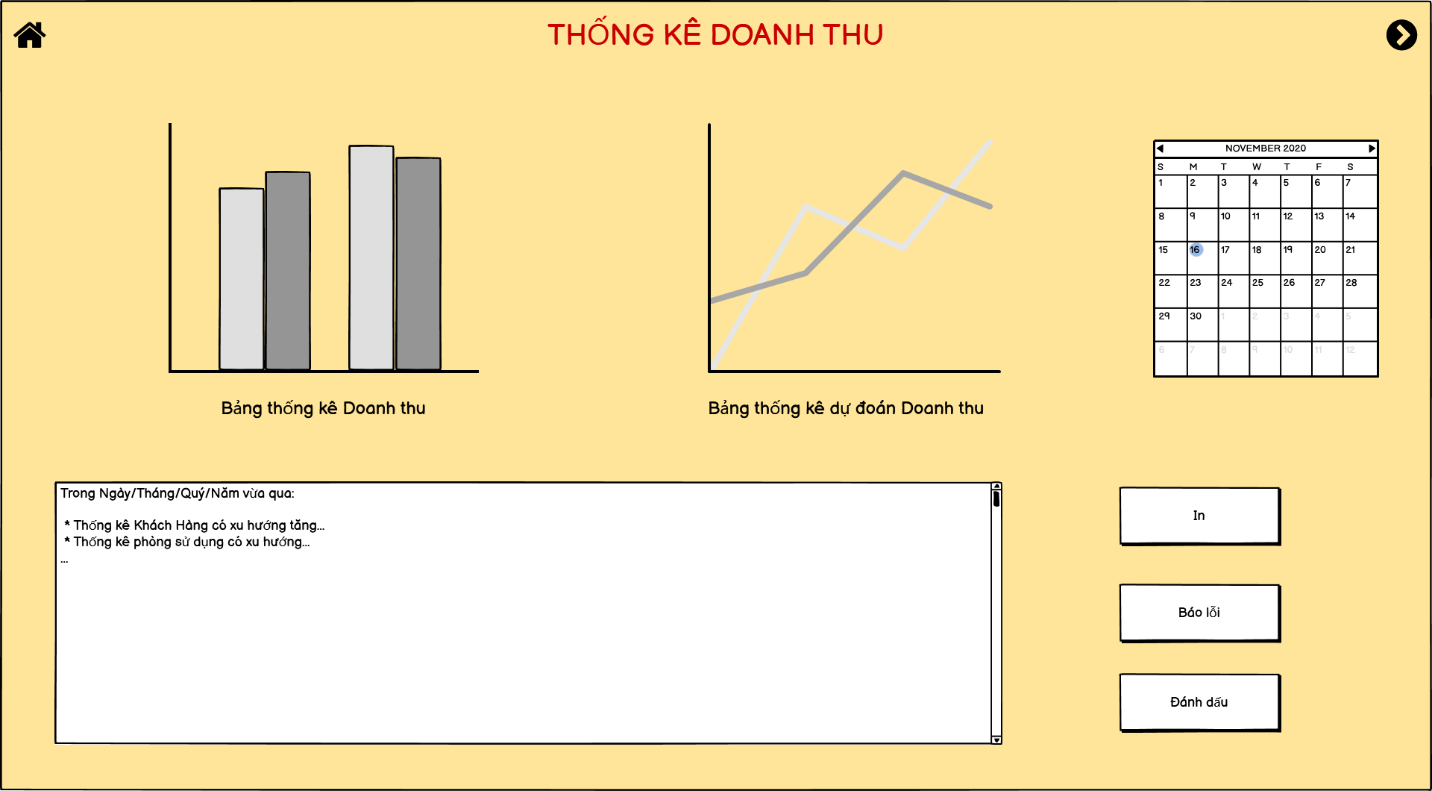 THỐNG KÊ DOANH THU
NOVEMBER 2020
S M T W T F S
1 2 3 4 5 6 7
8 9 10 11 12 13 14
15 16 17 18 19 20 21
22 23 24 25 26 27 28
29 30 1 2 3 4 5
6 7 8 9 10 11 12
Bảng thống kê Doanh thu
Bảng thống kê dự đoán Doanh thu
Trong Ngày/Tháng/Quý/Năm vừa qua:
* Thống kê Khách Hàng có xu hướng tăng...
* Thống kê phòng sử dụng có xu hướng...
...
In
Báo lỗi
Đánh dấu